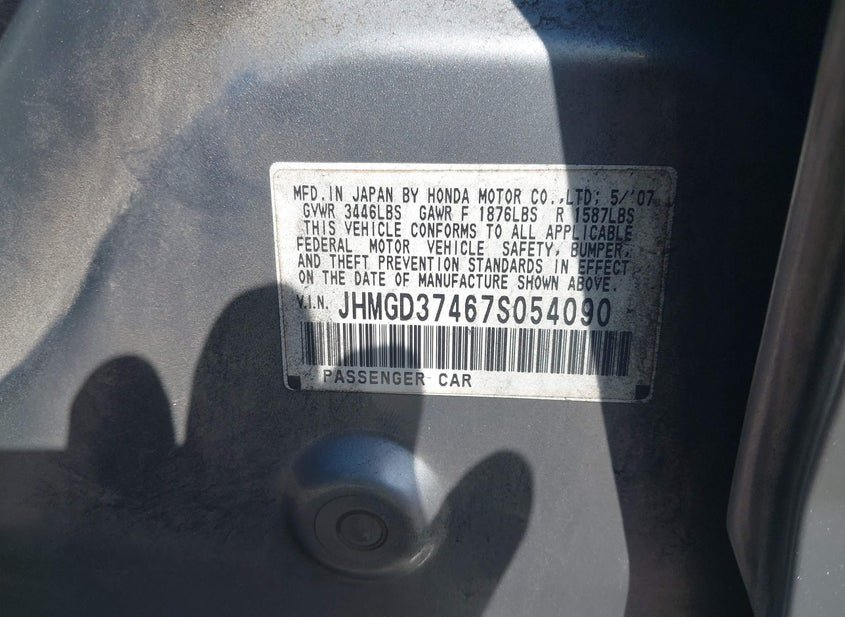 MFD. IN JAPAN BY HONDA MOTOR CO.,LTD; 5/'07
GVWR 3446LBS GAWR F 1876LBS R 1587LBS
THIS VEHICLE CONFORMS TO ALL APPLICABLE
FEDERAL MOTOR VEHICLE SAFETY, BUMPER,
AND THEFT PREVENTION STANDARDS IN EFFECT
ON THE DATE OF MANUFACTURE SHOWN ABOVE.
V.I.N. JHMGD37467S054090
PASSENGER CAR